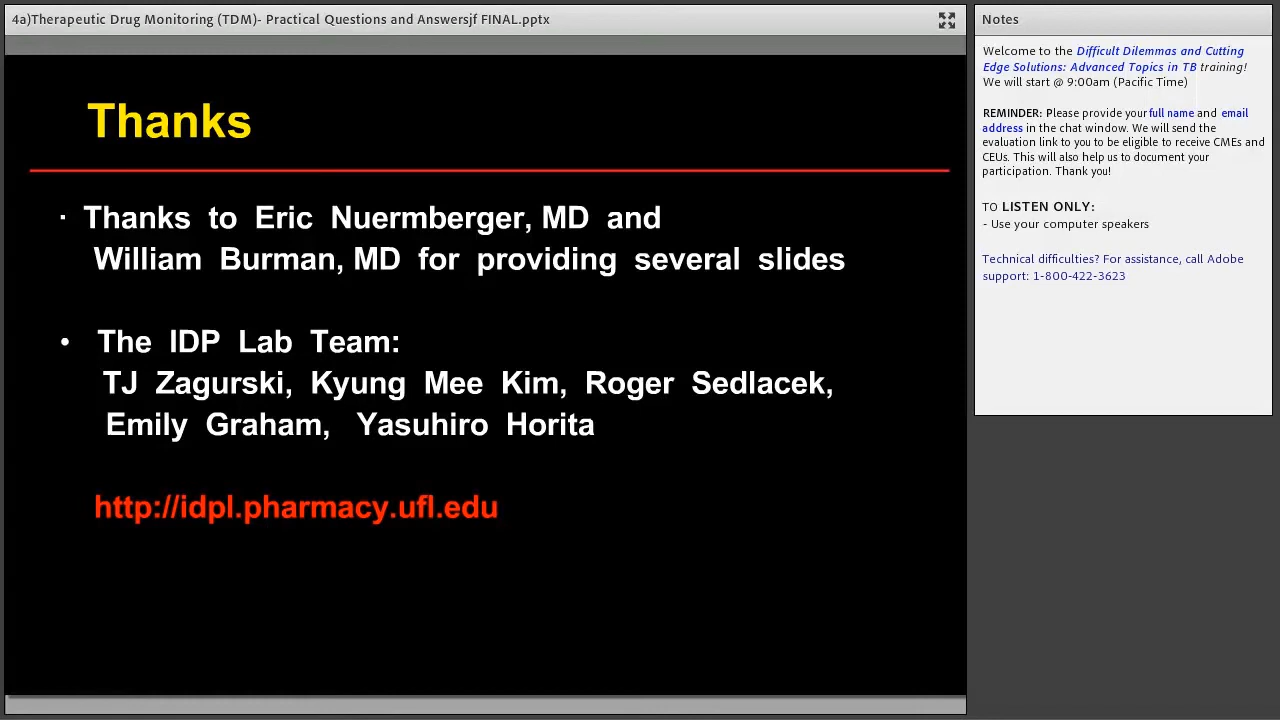 4a)Therapeutic Drug Monitoring (TDM)- Practical Questions and Answersjf FINAL.pptx
Thanks
· Thanks to Eric Nuermberger, MD and
William Burman, MD for providing several slides
• The IDP Lab Team:
TJ Zagurski, Kyung Mee Kim, Roger Sedlacek,
Emily Graham, Yasuhiro Horita
http://idpl.pharmacy.ufl.edu
Notes
Welcome to the Difficult Dilemmas and Cutting
Edge Solutions: Advanced Topics in TB training!
We will start @ 9:00am (Pacific Time)
REMINDER: Please provide your full name and email
address in the chat window. We will send the
evaluation link to you to be eligible to receive CMEs and
CEUs. This will also help us to document your
participation. Thank you!
TO LISTEN ONLY:
- Use your computer speakers
Technical difficulties? For assistance, call Adobe
support: 1-800-422-3623